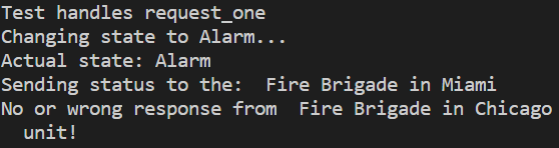 Test handles request_one
Changing state to Alarm...
Actual state: Alarm
Sending status to the:  Fire Brigade in Miami
No or wrong response from  Fire Brigade in Chicago
  unit!